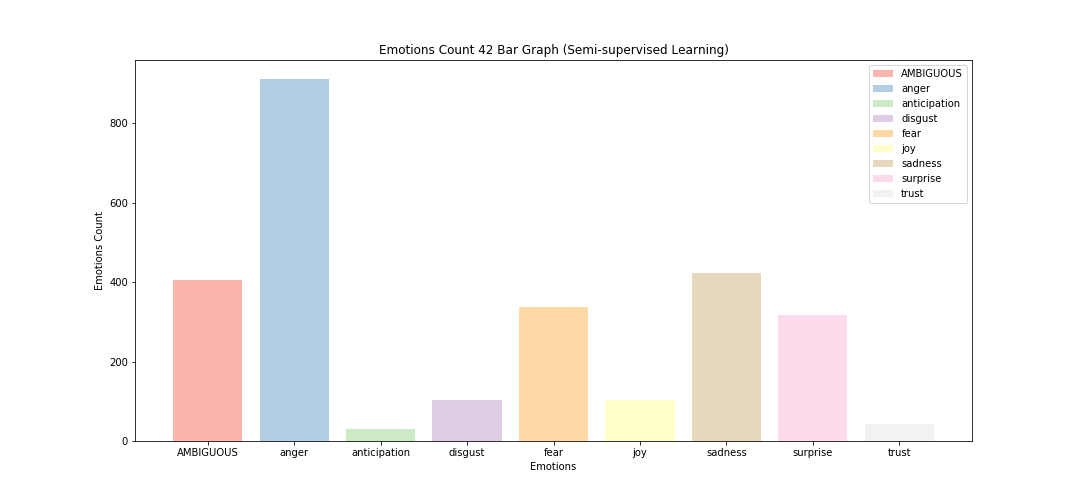 Emotions Count 42 Bar Graph (Semi-supervised Learning)
AMBIGUOUS
anger
anticipation
disgust
fear
joy
sadness
surprise
trust
Emotions Count
800
600
400
200
0
AMBIGUOUS anger anticipation disgust fear joy sadness surprise trust
Emotions